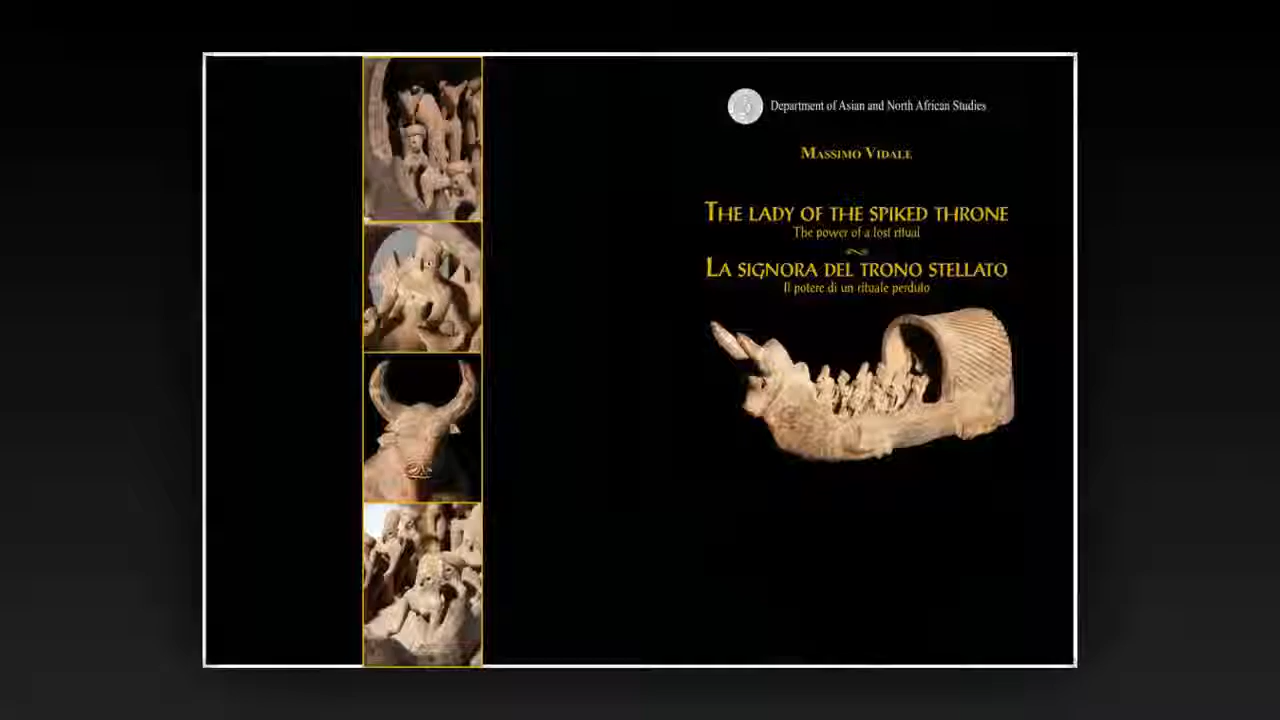 Department of Asian and North African Studies
MASSIMO VIDALE
THE LADY OF THE SPIKED THRONE
The power of a lost ritual
LA SIGNORA DEL TRONO STELLATO
Il potere di un rituale perduto